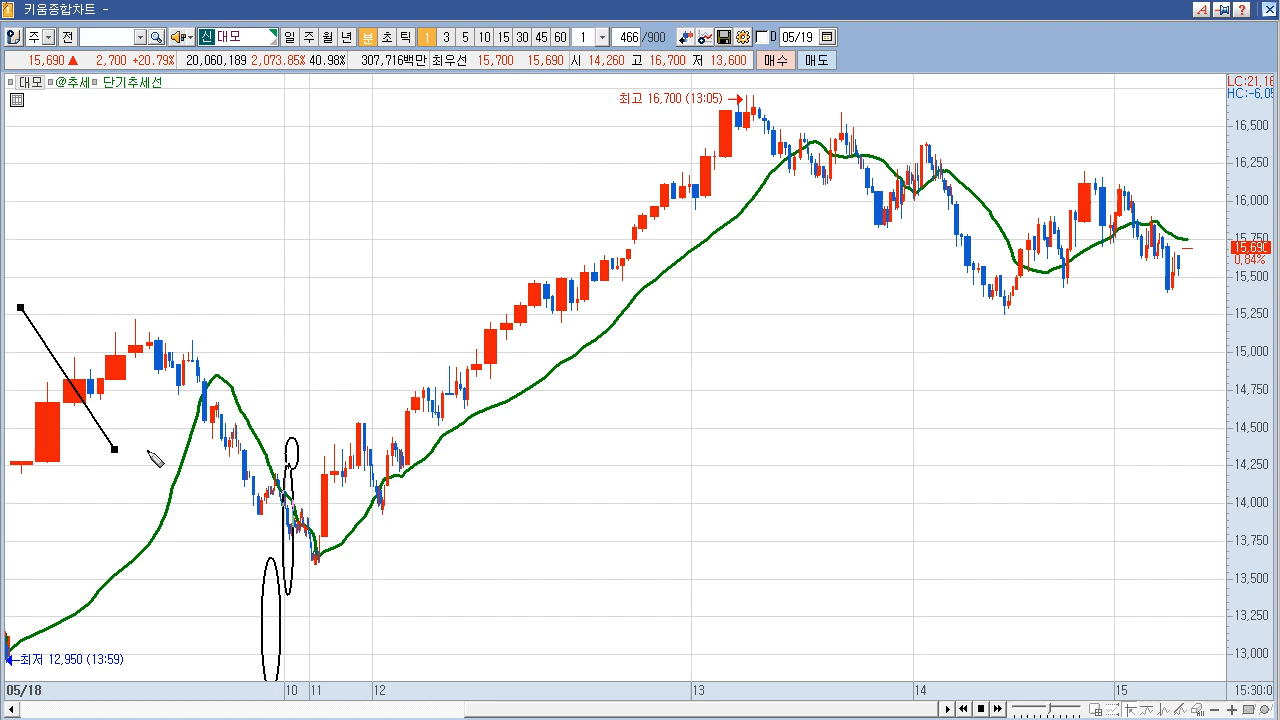 키움종합차트 -
주 전 신 대모 일 주 월 년 분 초 틱 1 3 5 10 15 30 45 60 1 466 /900 D 05/19
15,690 ▲ 2,700 +20.79% 15,690 20,060,189 2,073.85% 40.98% 307,716백만 최우선 15,700 15,690 시 14,260 고 16,700 저 13,600 매수 매도
대모 @추세 단기추세선
LC:21,16
HC:-6,05
최고 16,700 (13:05)
16,500
16,250
16,000
15,750
15,690
0,84%
15,500
15,250
15,000
14,750
14,500
14,250
14,000
13,750
13,500
13,250
13,000
최저 12,950 (13:59)
05/18 10 11 12 13 14 15 15:30:0